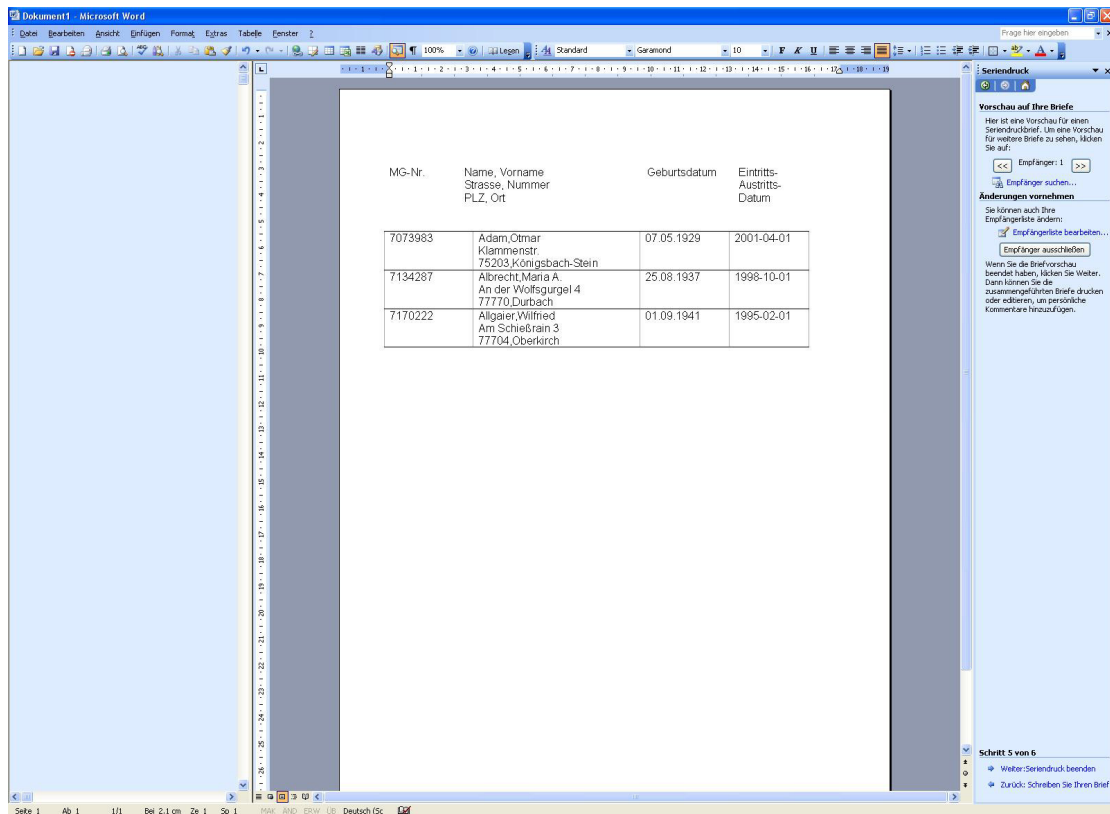 Dokument1 - Microsoft Word
Datei Bearbeiten Ansicht Einfügen Format Extras Tabelle Fenster ?
Frage hier eingeben
100% Lesen Standard Garamond 10 F K U
Seriendruck
Vorschau auf Ihre Briefe
Hier ist eine Vorschau für einen
Seriendruckbrief. Um eine Vorschau
für weitere Briefe zu sehen, klicken
Sie auf:
<< Empfänger: 1 >>
Empfänger suchen...
Änderungen vornehmen
Sie können auch Ihre
Empfängerliste ändern:
Empfängerliste bearbeiten...
Empfänger ausschließen
Wenn Sie die Briefvorschau
beendet haben, klicken Sie Weiter.
Dann können Sie die
zusammengeführten Briefe drucken
oder editieren, um persönliche
Kommentare hinzuzufügen.
MG-Nr. Name, Vorname Geburtsdatum Eintritts-
Strasse, Nummer Austritts-
PLZ, Ort Datum
7073983 Adam,Otmar 07.05.1929 2001-04-01
Klammenstr.
75203,Königsbach-Stein
7134287 Albrecht,Maria A. 25.08.1937 1998-10-01
An der Wolfsgurgel 4
77770,Durbach
7170222 Allgaier,Wilfried 01.09.1941 1995-02-01
Am Schießrain 3
77704,Oberkirch
Schritt 5 von 6
Weiter:Seriendruck beenden
Zurück: Schreiben Sie Ihren Brief
Seite 1 Ab 1 1/1 Bei 2.1 cm Ze 1 Sp 1 MAK ÄND ERW ÜB Deutsch (Sc